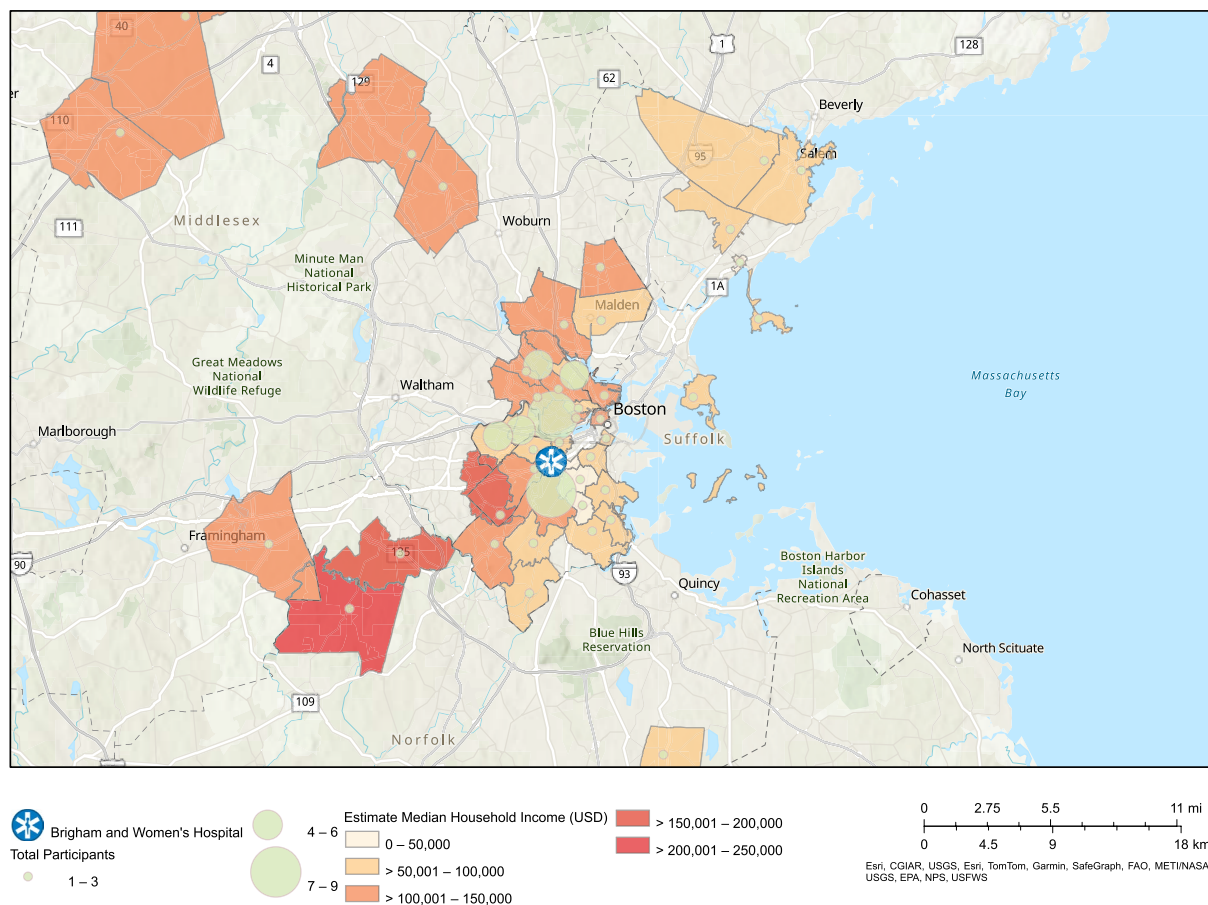 40
4
1
128
129
62
er
Beverly
110
95
Salem
111
Middlesex
Woburn
Minute Man
National
Historical Park
1A
Malden
Great Meadows
National
Wildlife Refuge
Waltham
Massachusetts
Bay
Boston
Marlborough
Suffolk
Framingham
135
90
93
Boston Harbor
Islands
National
Recreation Area
Quincy
Cohasset
Blue Hills
Reservation
North Scituate
109
Norfolk
Brigham and Women's Hospital
Total Participants
1 – 3
4 – 6
7 – 9
Estimate Median Household Income (USD)
0 – 50,000
> 50,001 – 100,000
> 100,001 – 150,000
> 150,001 – 200,000
> 200,001 – 250,000
0 2.75 5.5 11 mi
0 4.5 9 18 km
Esri, CGIAR, USGS, Esri, TomTom, Garmin, SafeGraph, FAO, METI/NASA,
USGS, EPA, NPS, USFWS